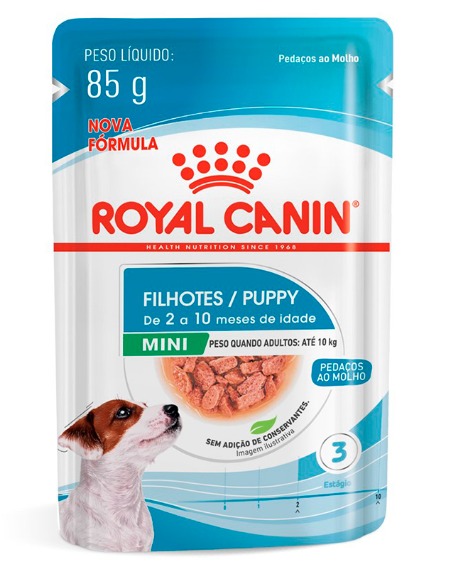 PESO LÍQUIDO:
85 g
Pedaços ao Molho
NOVA
FÓRMULA
ROYAL CANIN®
HEALTH NUTRITION SINCE 1968
FILHOTES / PUPPY
De 2 a 10 meses de idade
MINI
PESO QUANDO ADULTOS: ATÉ 10 kg
PEDAÇOS
AO MOLHO
SEM ADIÇÃO DE CONSERVANTES.
Imagem ilustrativa
3
Estágio
2
10